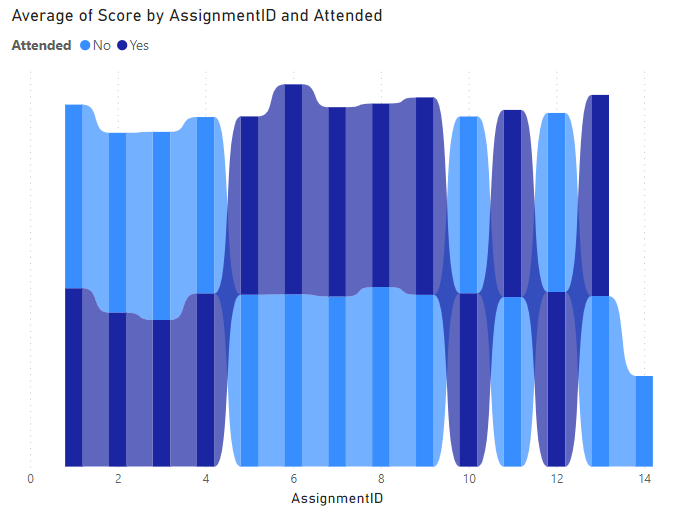 Average of Score by AssignmentID and Attended
Attended No Yes
0 2 4 6 8 10 12 14
AssignmentID